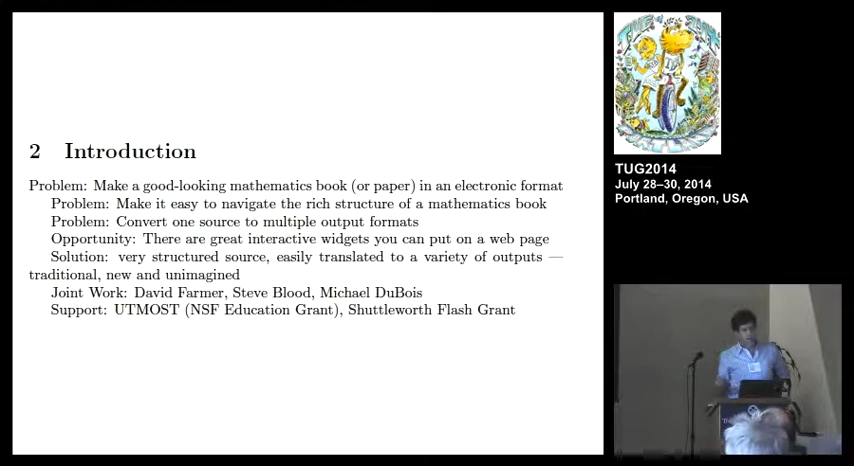 2 Introduction
Problem: Make a good-looking mathematics book (or paper) in an electronic format
Problem: Make it easy to navigate the rich structure of a mathematics book
Problem: Convert one source to multiple output formats
Opportunity: There are great interactive widgets you can put on a web page
Solution: very structured source, easily translated to a variety of outputs —
traditional, new and unimagined
Joint Work: David Farmer, Steve Blood, Michael DuBois
Support: UTMOST (NSF Education Grant), Shuttleworth Flash Grant
TUG2014
July 28–30, 2014
Portland, Oregon, USA